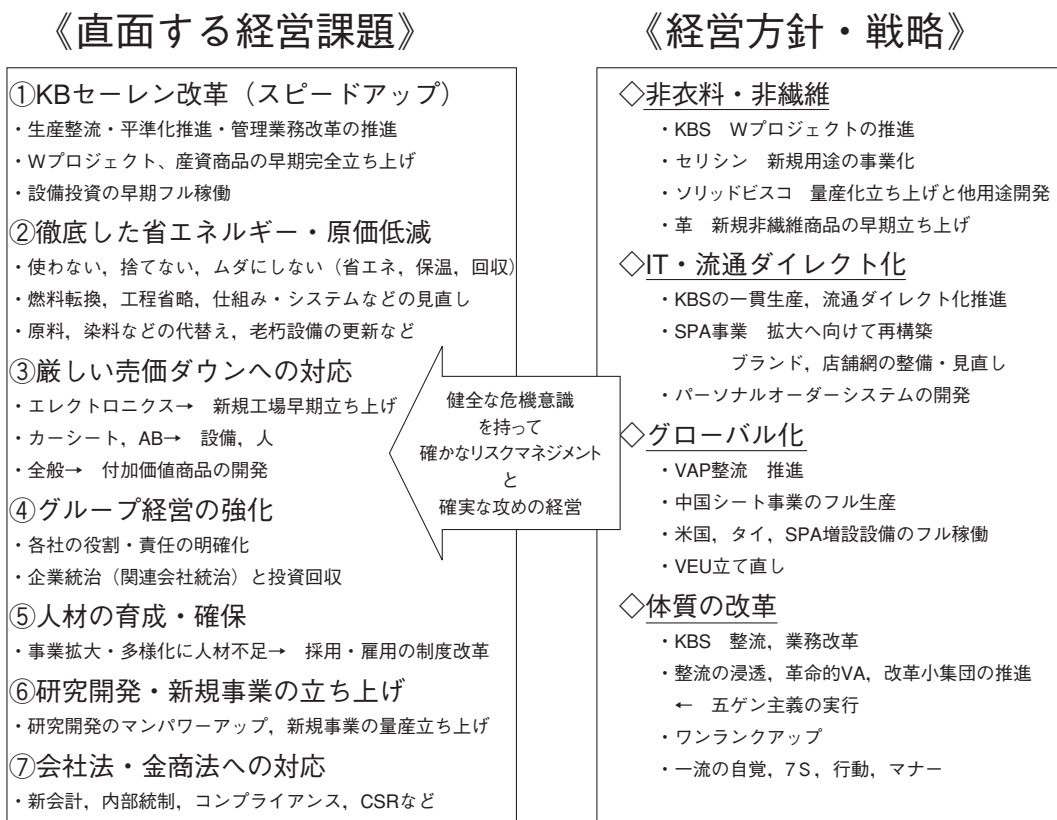 《直面する経営課題》
①KBセーレン改革（スピードアップ）
・生産整流・平準化推進・管理業務改革の推進
・Wプロジェクト、産資商品の早期完全立ち上げ
・設備投資の早期フル稼働
②徹底した省エネルギー・原価低減
・使わない，捨てない，ムダにしない（省エネ，保温，回収）
・燃料転換，工程省略，仕組み・システムなどの見直し
・原料，染料などの代替え，老朽設備の更新など
③厳しい売価ダウンへの対応
・エレクトロニクス→　新規工場早期立ち上げ
・カーシート，AB→　設備，人
・全般→　付加価値商品の開発
④グループ経営の強化
・各社の役割・責任の明確化
・企業統治（関連会社統治）と投資回収
⑤人材の育成・確保
・事業拡大・多様化に人材不足→　採用・雇用の制度改革
⑥研究開発・新規事業の立ち上げ
・研究開発のマンパワーアップ，新規事業の量産立ち上げ
⑦会社法・金商法への対応
・新会計，内部統制，コンプライアンス，CSRなど
健全な危機意識
を持って
確かなリスクマネジメント
と
確実な攻めの経営
《経営方針・戦略》
◇非衣料・非繊維
・KBS　Wプロジェクトの推進
・セリシン　新規用途の事業化
・ソリッドビスコ　量産化立ち上げと他用途開発
・革　新規非繊維商品の早期立ち上げ
◇IT・流通ダイレクト化
・KBSの一貫生産，流通ダイレクト化推進
・SPA事業　拡大へ向けて再構築
ブランド，店舗網の整備・見直し
・パーソナルオーダーシステムの開発
◇グローバル化
・VAP整流　推進
・中国シート事業のフル生産
・米国，タイ，SPA増設設備のフル稼働
・VEU立て直し
◇体質の改革
・KBS　整流，業務改革
・整流の浸透，革命的VA，改革小集団の推進
←　五ゲン主義の実行
・ワンランクアップ
・一流の自覚，7S，行動，マナー